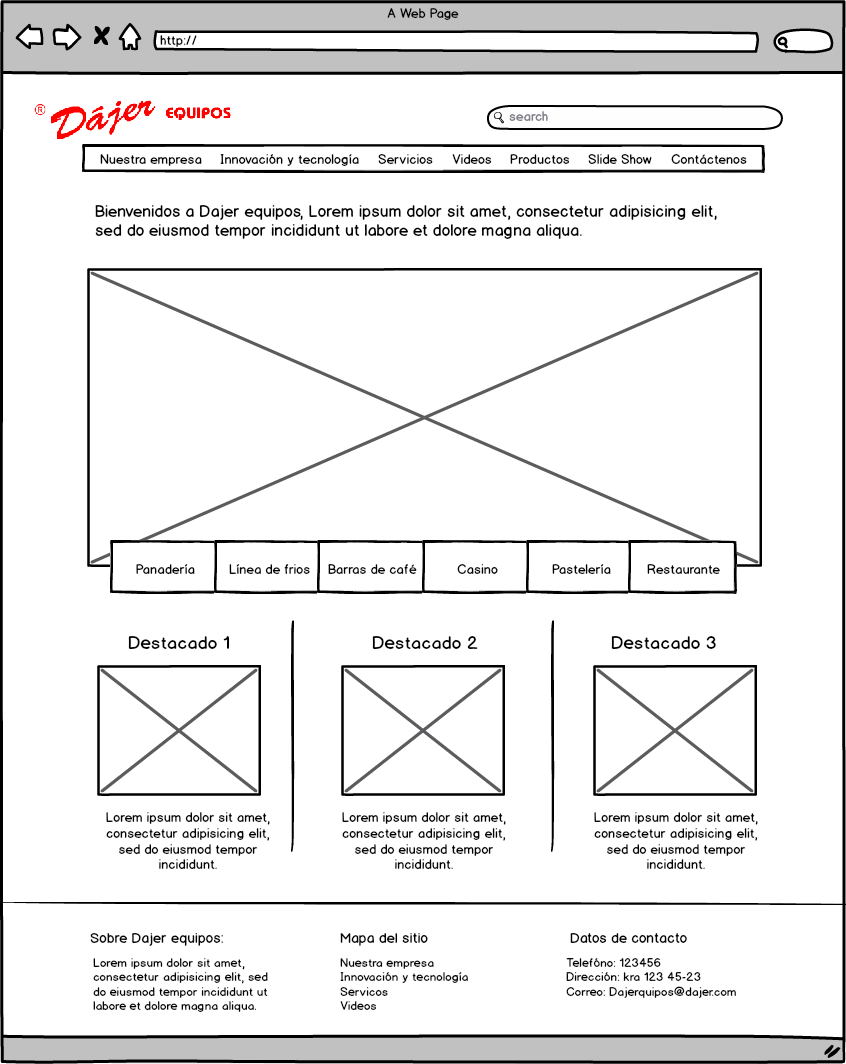 A Web Page
http://
® Dájer EQUIPOS
search
Nuestra empresa Innovación y tecnología Servicios Videos Productos Slide Show Contáctenos
Bienvenidos a Dajer equipos, Lorem ipsum dolor sit amet, consectetur adipisicing elit,
sed do eiusmod tempor incididunt ut labore et dolore magna aliqua.
Panadería Línea de frios Barras de café Casino Pastelería Restaurante
Destacado 1
Lorem ipsum dolor sit amet,
consectetur adipisicing elit,
sed do eiusmod tempor
incididunt.
Destacado 2
Lorem ipsum dolor sit amet,
consectetur adipisicing elit,
sed do eiusmod tempor
incididunt.
Destacado 3
Lorem ipsum dolor sit amet,
consectetur adipisicing elit,
sed do eiusmod tempor
incididunt.
Sobre Dajer equipos:
Lorem ipsum dolor sit amet,
consectetur adipisicing elit, sed
do eiusmod tempor incididunt ut
labore et dolore magna aliqua.
Mapa del sitio
Nuestra empresa
Innovación y tecnología
Servicos
Videos
Datos de contacto
Telefóno: 123456
Dirección: kra 123 45-23
Correo: Dajerquipos@dajer.com